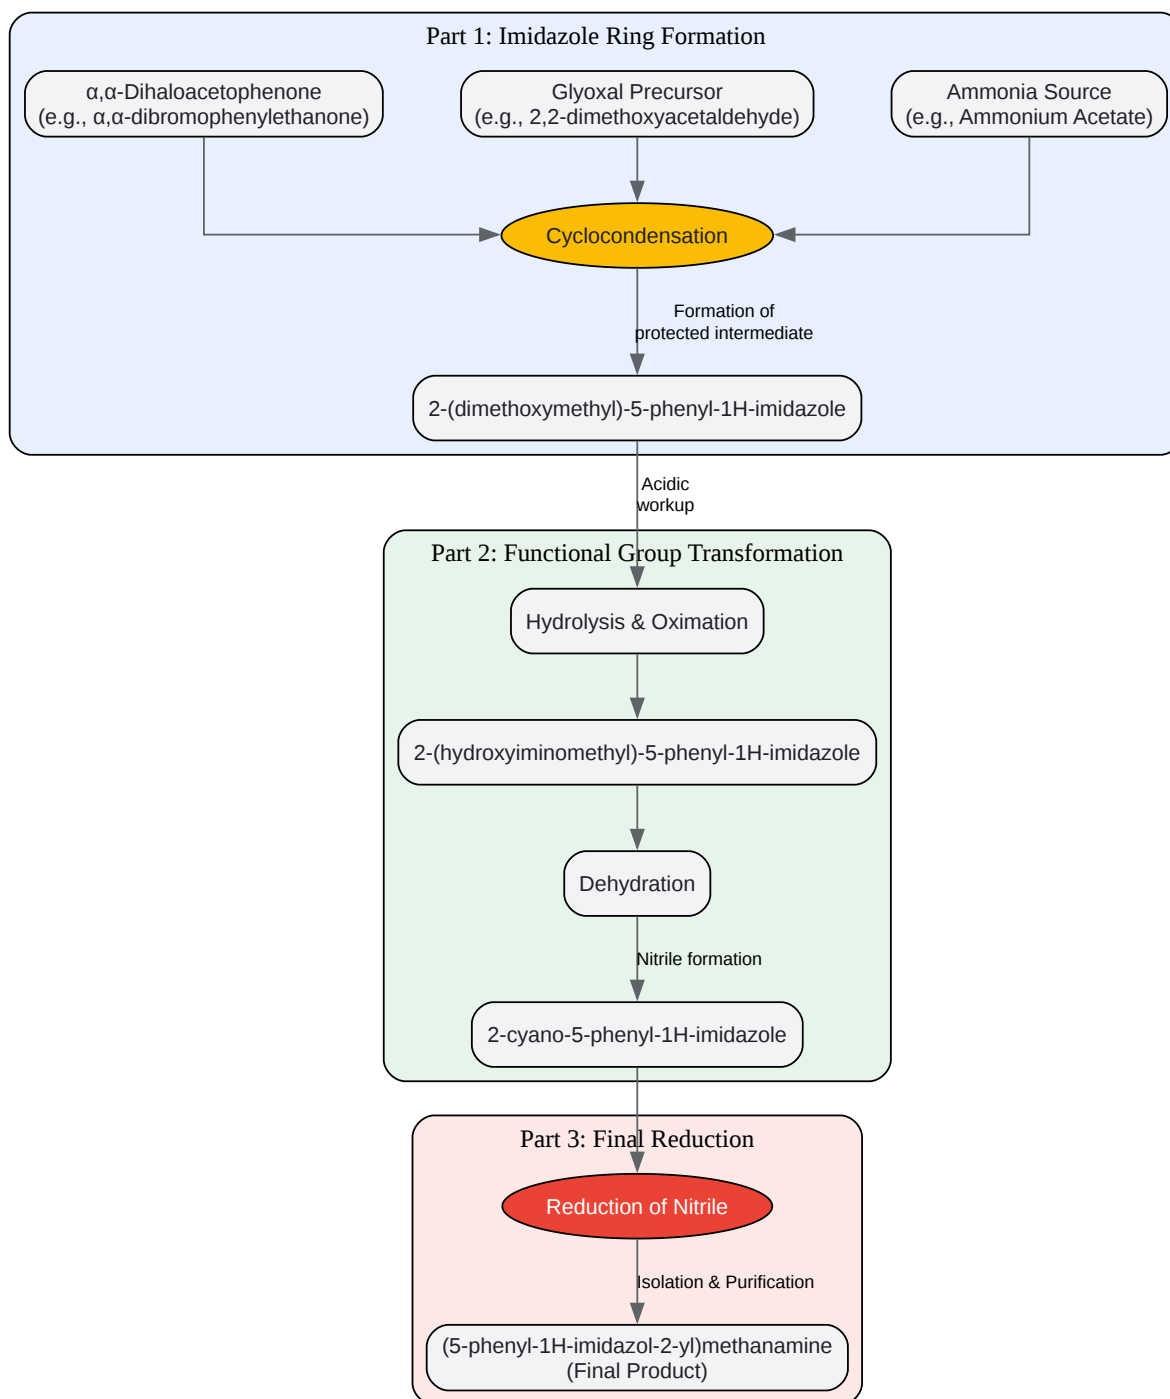 Part 1: Imidazole Ring Formation
α,α-Dihaloacetophenone
(e.g., α,α-dibromophenylethanone)
Glyoxal Precursor
(e.g., 2,2-dimethoxyacetaldehyde)
Ammonia Source
(e.g., Ammonium Acetate)
Cyclocondensation
Formation of
protected intermediate
2-(dimethoxymethyl)-5-phenyl-1H-imidazole
Acidic
workup
Part 2: Functional Group Transformation
Hydrolysis & Oximation
2-(hydroxyiminomethyl)-5-phenyl-1H-imidazole
Dehydration
Nitrile formation
2-cyano-5-phenyl-1H-imidazole
Part 3: Final Reduction
Reduction of Nitrile
Isolation & Purification
(5-phenyl-1H-imidazol-2-yl)methanamine
(Final Product)